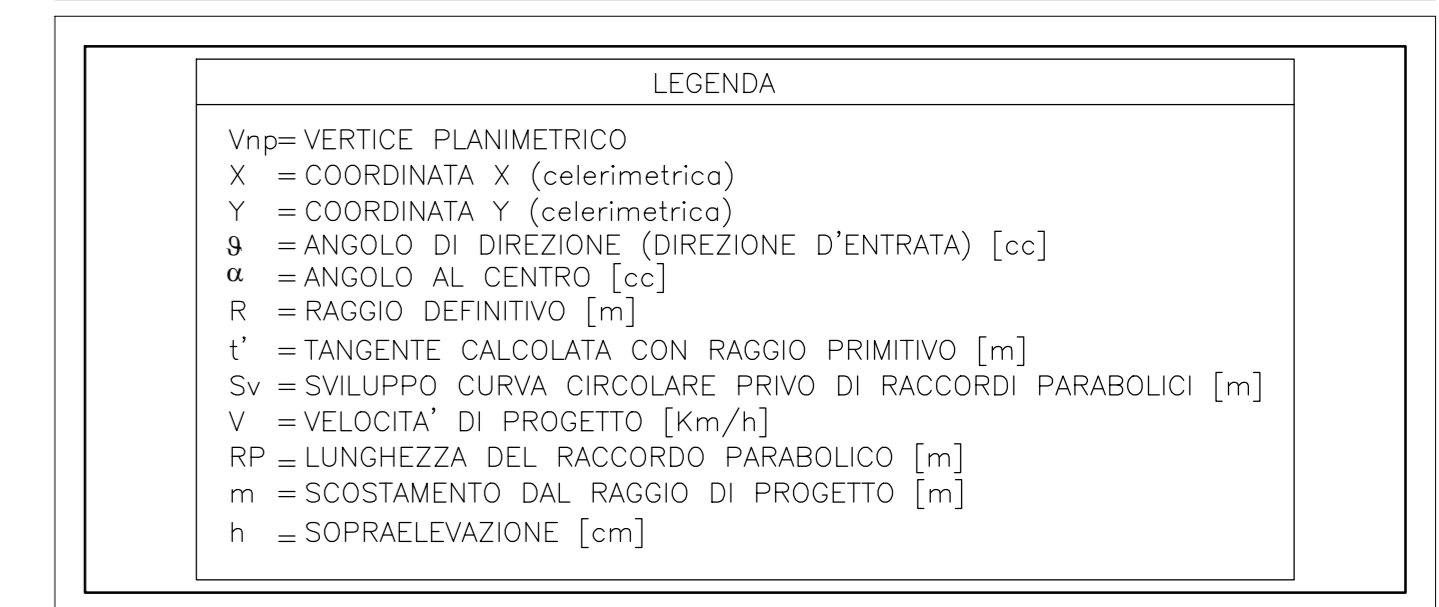 LEGENDA
Vnp= VERTICE PLANIMETRICO
X = COORDINATA X (celerimetrica)
Y = COORDINATA Y (celerimetrica)
ϑ = ANGOLO DI DIREZIONE (DIREZIONE D'ENTRATA) [cc]
α = ANGOLO AL CENTRO [cc]
R = RAGGIO DEFINITIVO [m]
t' = TANGENTE CALCOLATA CON RAGGIO PRIMITIVO [m]
Sv = SVILUPPO CURVA CIRCOLARE PRIVO DI RACCORDI PARABOLICI [m]
V = VELOCITA' DI PROGETTO [Km/h]
RP = LUNGHEZZA DEL RACCORDO PARABOLICO [m]
m = SCOSTAMENTO DAL RAGGIO DI PROGETTO [m]
h = SOPRAELEVAZIONE [cm]